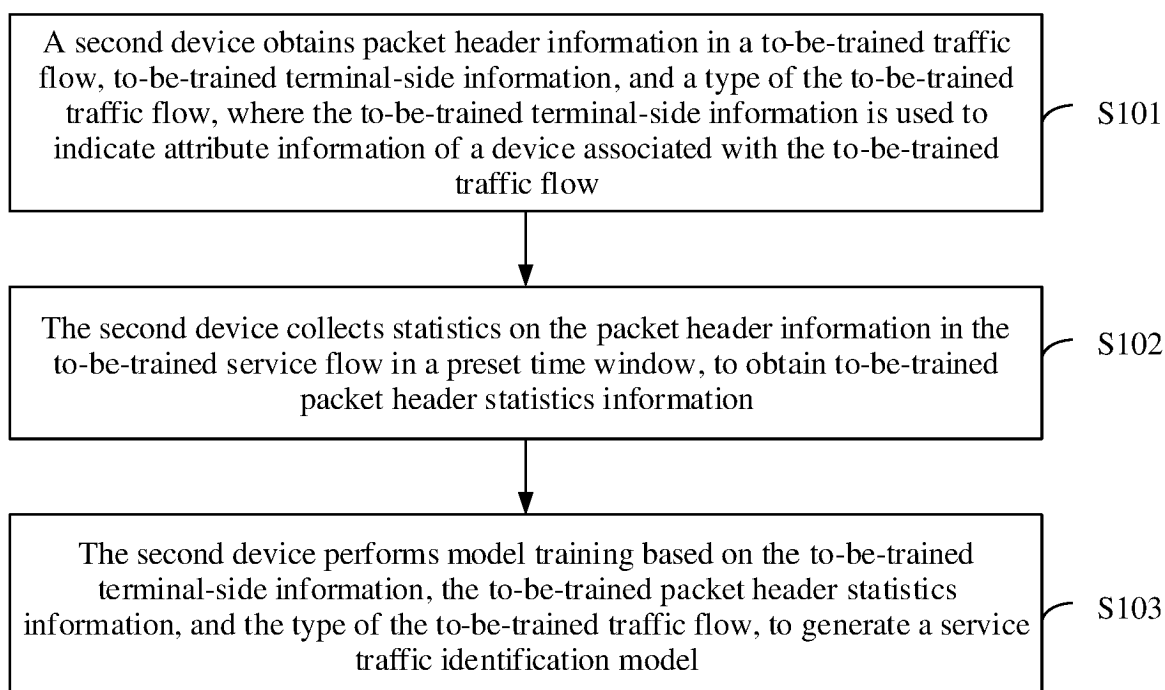 A second device obtains packet header information in a to-be-trained traffic
flow, to-be-trained terminal-side information, and a type of the to-be-trained
traffic flow, where the to-be-trained terminal-side information is used to
indicate attribute information of a device associated with the to-be-trained
traffic flow
S101
The second device collects statistics on the packet header information in the
to-be-trained service flow in a preset time window, to obtain to-be-trained
packet header statistics information
S102
The second device performs model training based on the to-be-trained
terminal-side information, the to-be-trained packet header statistics
information, and the type of the to-be-trained traffic flow, to generate a service
traffic identification model
S103